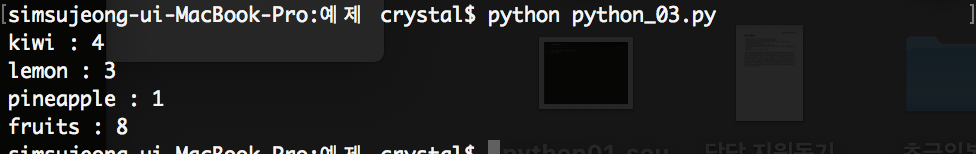 [simsujeong-ui-MacBook-Pro:예제 crystal$ python python_03.py ]
kiwi : 4
lemon : 3
pineapple : 1
fruits : 8
simsujeong-ui-MacBook-Pro:예제 crystal$